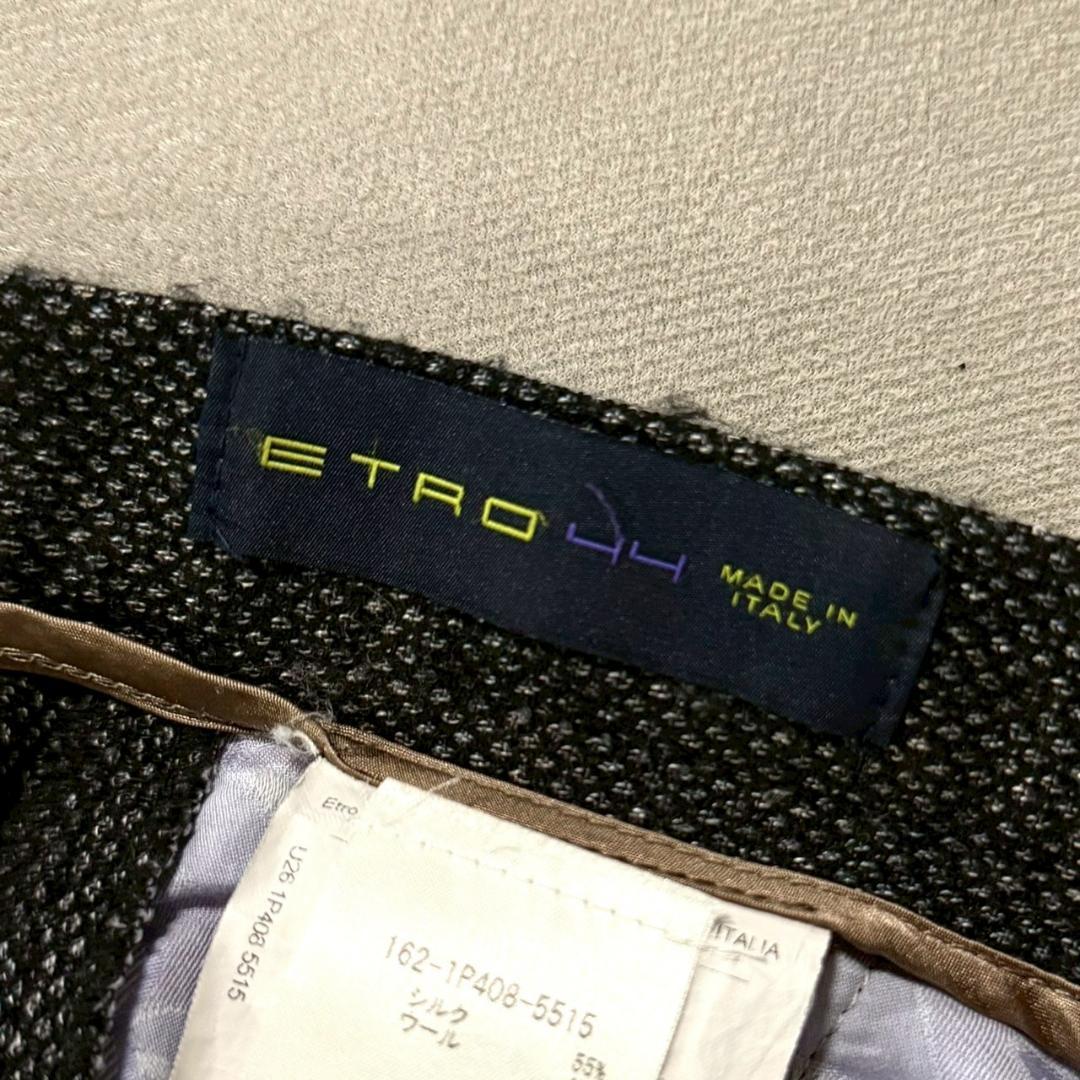 ETRO 44 MADE IN
ITALY
Etro
ITALIA
U26 1P408 5515
162-1P408-5515
シルク
ウール
55%